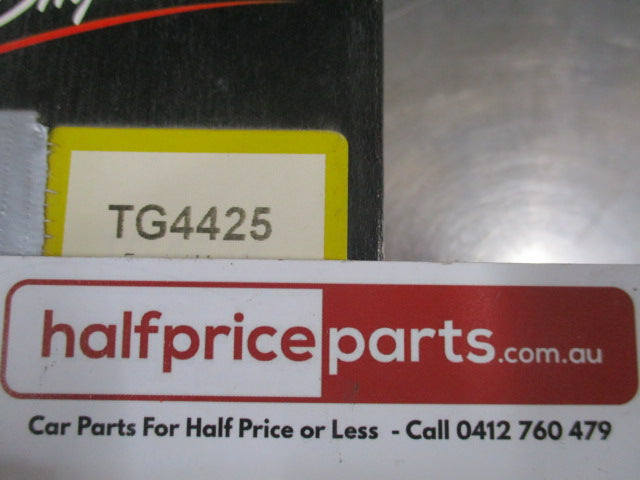 TG4425
halfpriceparts.com.au
Car Parts For Half Price or Less - Call 0412 760 479